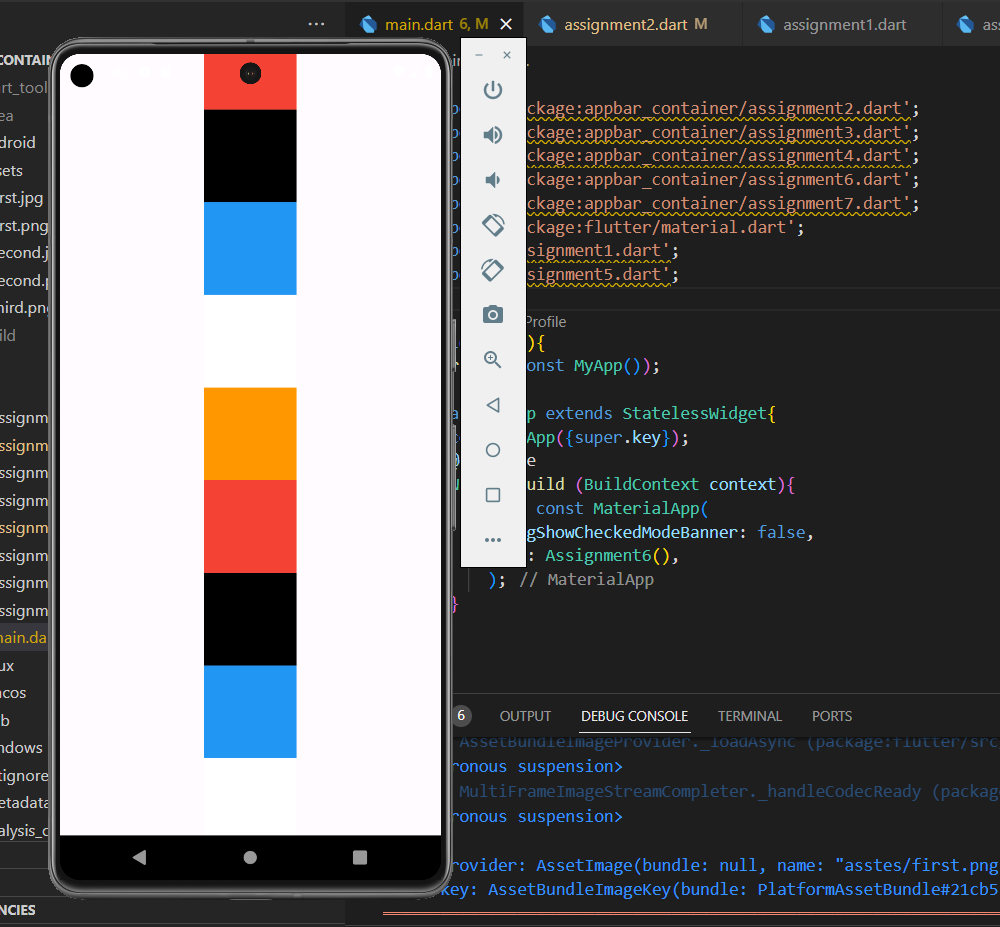 main.dart 6, M
assignment2.dart M
assignment1.dart
as
CONTAIN
rt_tool
ea
droid
sets
rst.jpg
rst.png
econd.j
econd.p
hird.pn
ild
ssignm
ssignm
ssignm
ssignm
ssignm
ssignm
ssignm
ssignm
main.da
ux
acos
b
ndows
tignore
etadata
alysis_c
NCIES
ckage:appbar_container/assignment2.dart';
ckage:appbar_container/assignment3.dart';
ckage:appbar_container/assignment4.dart';
ckage:appbar_container/assignment6.dart';
ckage:appbar_container/assignment7.dart';
ckage:flutter/material.dart';
signment1.dart';
signment5.dart';
Profile
){
onst MyApp());
p extends StatelessWidget{
App({super.key});
e
uild (BuildContext context){
const MaterialApp(
gShowCheckedModeBanner: false,
: Assignment6(),
); // MaterialApp
}
6 OUTPUT DEBUG CONSOLE TERMINAL PORTS
AssetBundleImageProvider._loadAsync (package:flutter/src
ronous suspension>
MultiFrameImageStreamCompleter._handleCodecReady (packag
ronous suspension>
rovider: AssetImage(bundle: null, name: "asstes/first.png
key: AssetBundleImageKey(bundle: PlatformAssetBundle#21cb5